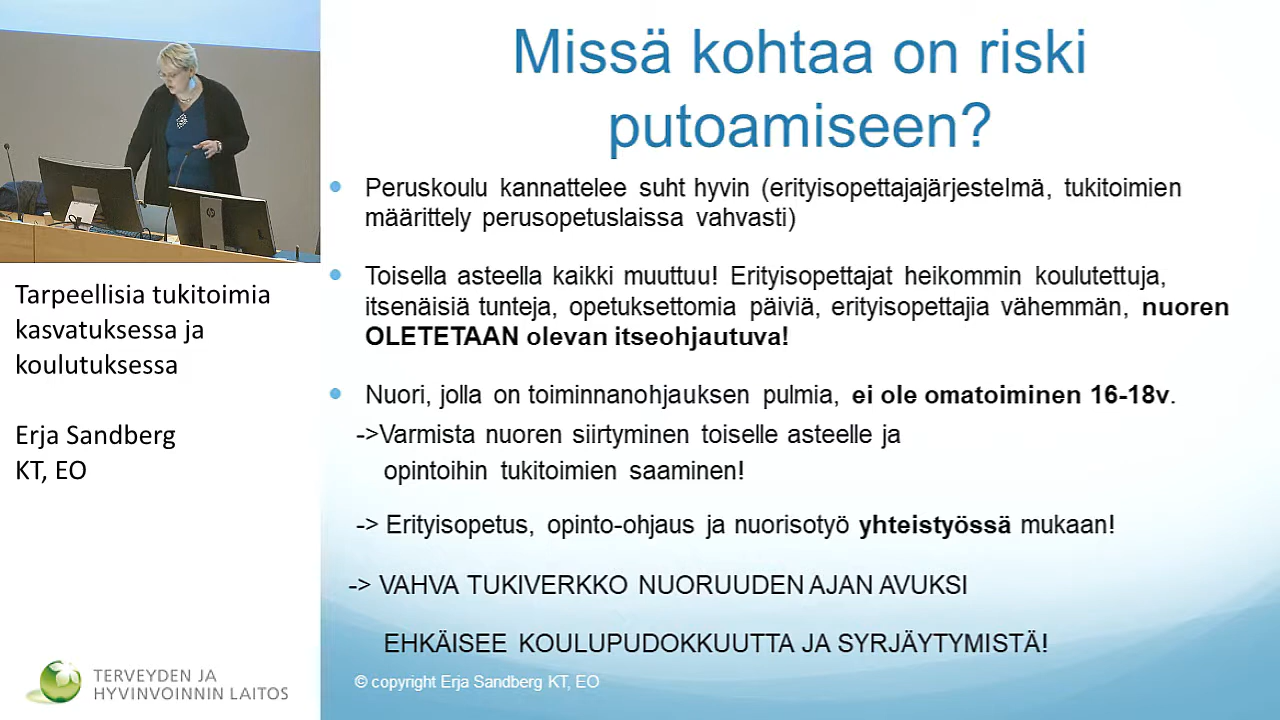 Missä kohtaa on riski
putoamiseen?
Peruskoulu kannattelee suht hyvin (erityisopettajajärjestelmä, tukitoimien
määrittely perusopetuslaissa vahvasti)
Toisella asteella kaikki muuttuu! Erityisopettajat heikommin koulutettuja,
itsenäisiä tunteja, opetuksettomia päiviä, erityisopettajia vähemmän, nuoren
OLETETAAN olevan itseohjautuva!
Nuori, jolla on toiminnanohjauksen pulmia, ei ole omatoiminen 16-18v.
->Varmista nuoren siirtyminen toiselle asteelle ja
opintoihin tukitoimien saaminen!
-> Erityisopetus, opinto-ohjaus ja nuorisotyö yhteistyössä mukaan!
-> VAHVA TUKIVERKKO NUORUUDEN AJAN AVUKSI
EHKÄISEE KOULUPUDOKKUUTTA JA SYRJÄYTYMISTÄ!
© copyright Erja Sandberg KT, EO
Tarpeellisia tukitoimia
kasvatuksessa ja
koulutuksessa
Erja Sandberg
KT, EO
TERVEYDEN JA
HYVINVOINNIN LAITOS
hp